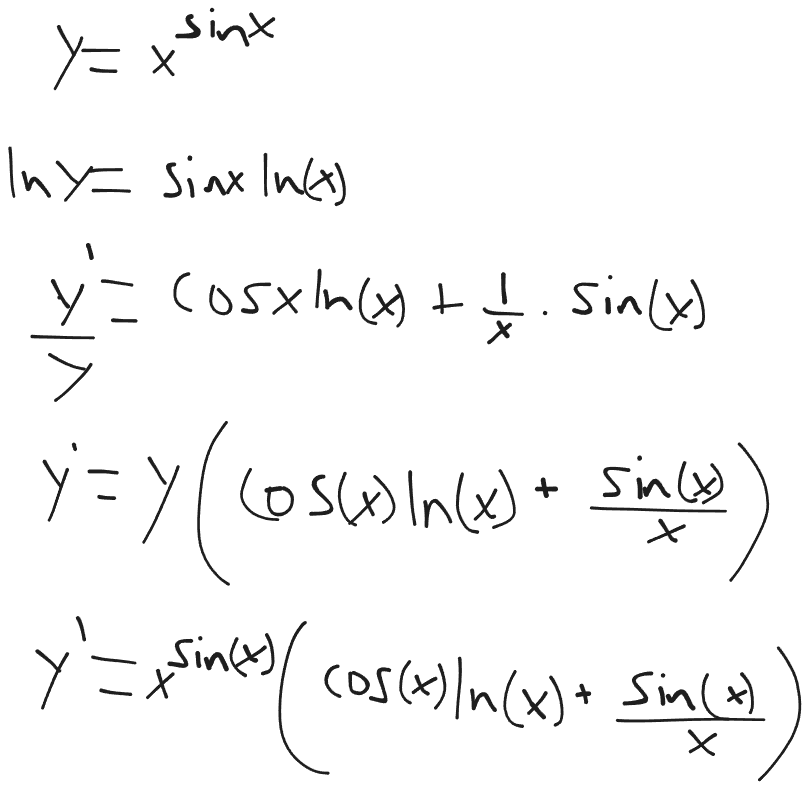 y = x^sinx
ln y = sinx ln(x)
y'/y = cosx ln(x) + 1/x · sin(x)
y' = y(cos(x) ln(x) + sin(x)/x)
y' = x^sin(x) (cos(x) ln(x) + sin(x)/x)